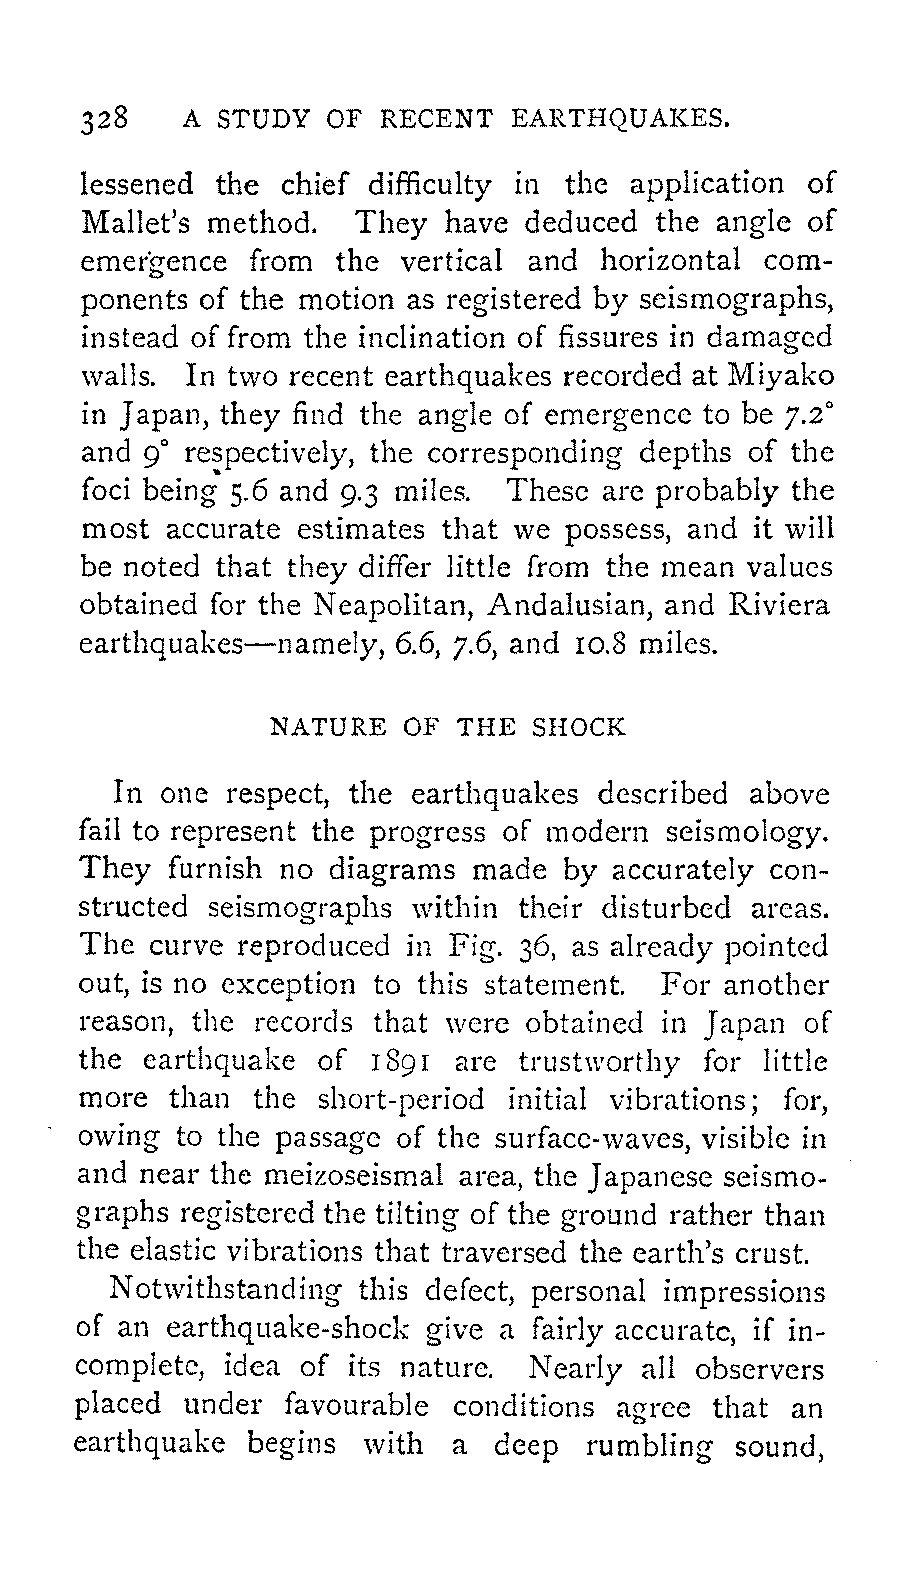 328 A STUDY OF RECENT EARTHQUAKES.
lessened the chief difficulty in the application of
Mallet's method. They have deduced the angle of
emergence from the vertical and horizontal com-
ponents of the motion as registered by seismographs,
instead of from the inclination of fissures in damaged
walls. In two recent earthquakes recorded at Miyako
in Japan, they find the angle of emergence to be 7.2°
and 9° respectively, the corresponding depths of the
foci being 5.6 and 9.3 miles. These are probably the
most accurate estimates that we possess, and it will
be noted that they differ little from the mean values
obtained for the Neapolitan, Andalusian, and Riviera
earthquakes—namely, 6.6, 7.6, and 10.8 miles.
NATURE OF THE SHOCK
In one respect, the earthquakes described above
fail to represent the progress of modern seismology.
They furnish no diagrams made by accurately con-
structed seismographs within their disturbed areas.
The curve reproduced in Fig. 36, as already pointed
out, is no exception to this statement. For another
reason, the records that were obtained in Japan of
the earthquake of 1891 are trustworthy for little
more than the short-period initial vibrations; for,
owing to the passage of the surface-waves, visible in
and near the meizoseismal area, the Japanese seismo-
graphs registered the tilting of the ground rather than
the elastic vibrations that traversed the earth's crust.
Notwithstanding this defect, personal impressions
of an earthquake-shock give a fairly accurate, if in-
complete, idea of its nature. Nearly all observers
placed under favourable conditions agree that an
earthquake begins with a deep rumbling sound,